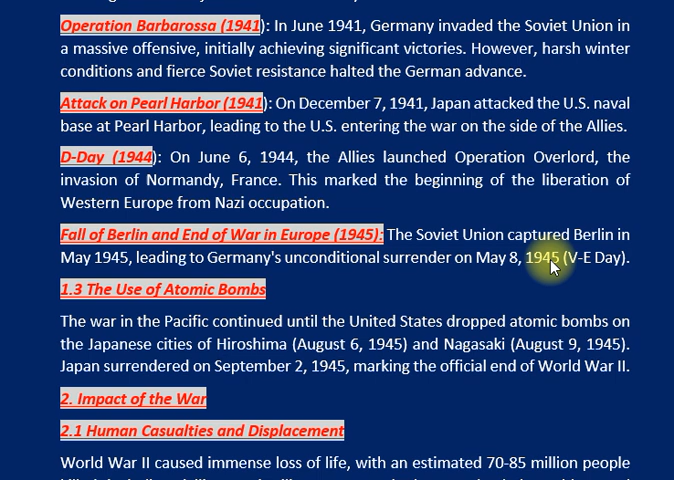 Operation Barbarossa (1941): In June 1941, Germany invaded the Soviet Union in
a massive offensive, initially achieving significant victories. However, harsh winter
conditions and fierce Soviet resistance halted the German advance.
Attack on Pearl Harbor (1941): On December 7, 1941, Japan attacked the U.S. naval
base at Pearl Harbor, leading to the U.S. entering the war on the side of the Allies.
D-Day (1944): On June 6, 1944, the Allies launched Operation Overlord, the
invasion of Normandy, France. This marked the beginning of the liberation of
Western Europe from Nazi occupation.
Fall of Berlin and End of War in Europe (1945): The Soviet Union captured Berlin in
May 1945, leading to Germany's unconditional surrender on May 8, 1945 (V-E Day).
1.3 The Use of Atomic Bombs
The war in the Pacific continued until the United States dropped atomic bombs on
the Japanese cities of Hiroshima (August 6, 1945) and Nagasaki (August 9, 1945).
Japan surrendered on September 2, 1945, marking the official end of World War II.
2. Impact of the War
2.1 Human Casualties and Displacement
World War II caused immense loss of life, with an estimated 70-85 million people